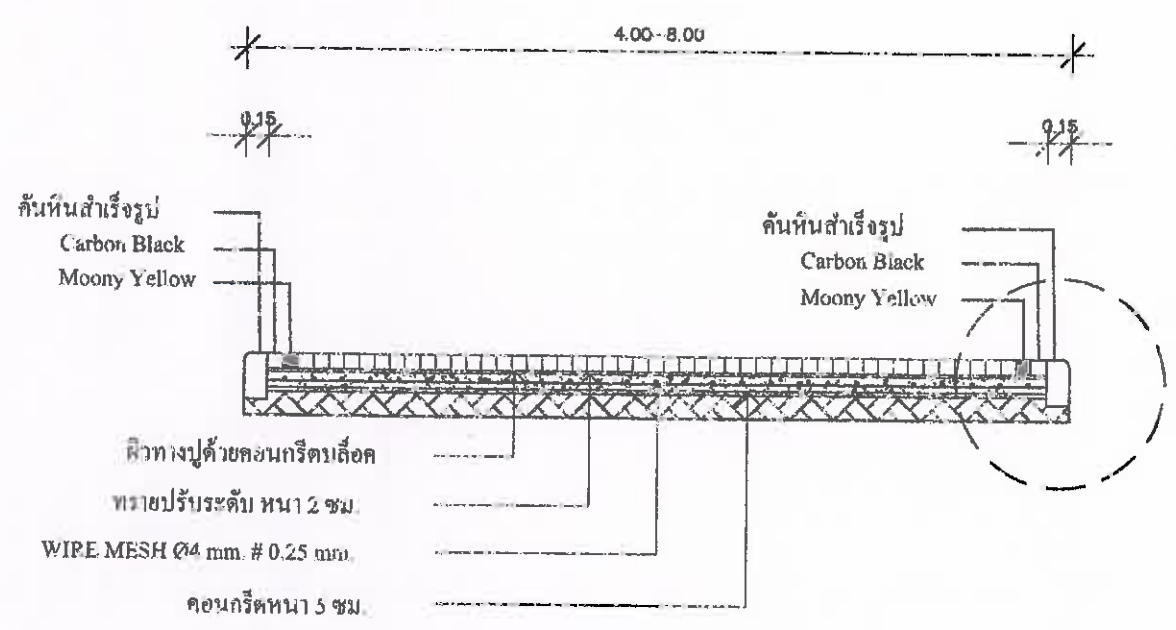 4.00-8.00
0.15
0.15
คันหินสำเร็จรูป
Carbon Black
Moony Yellow
คันหินสำเร็จรูป
Carbon Black
Moony Yellow
ผิวทางปูด้วยคอนกรีตบล็อค
ทรายปรับระดับ หนา 2 ซม.
WIRE MESH Ø4 mm. # 0.25 mm.
คอนกรีตหนา 5 ซม.